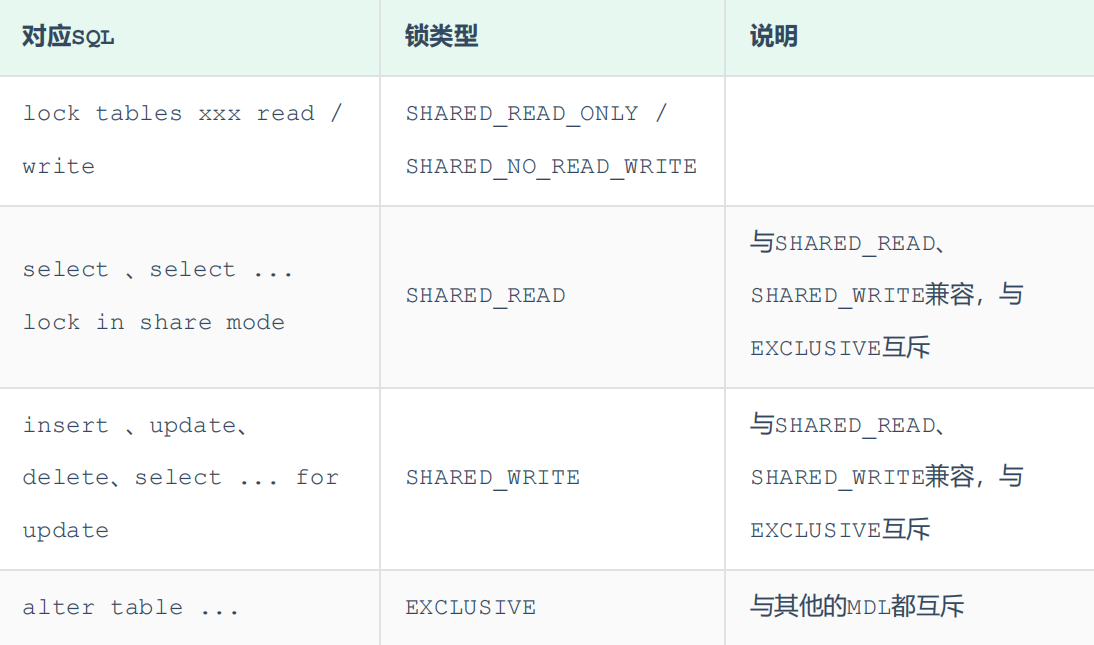 对应SQL 锁类型 说明
lock tables xxx read / SHARED_READ_ONLY /
write SHARED_NO_READ_WRITE
select 、select ...
lock in share mode
SHARED_READ
与SHARED_READ、
SHARED_WRITE兼容，与
EXCLUSIVE互斥
insert 、update、
delete、select ... for
update
SHARED_WRITE
与SHARED_READ、
SHARED_WRITE兼容，与
EXCLUSIVE互斥
alter table ... EXCLUSIVE 与其他的MDL都互斥